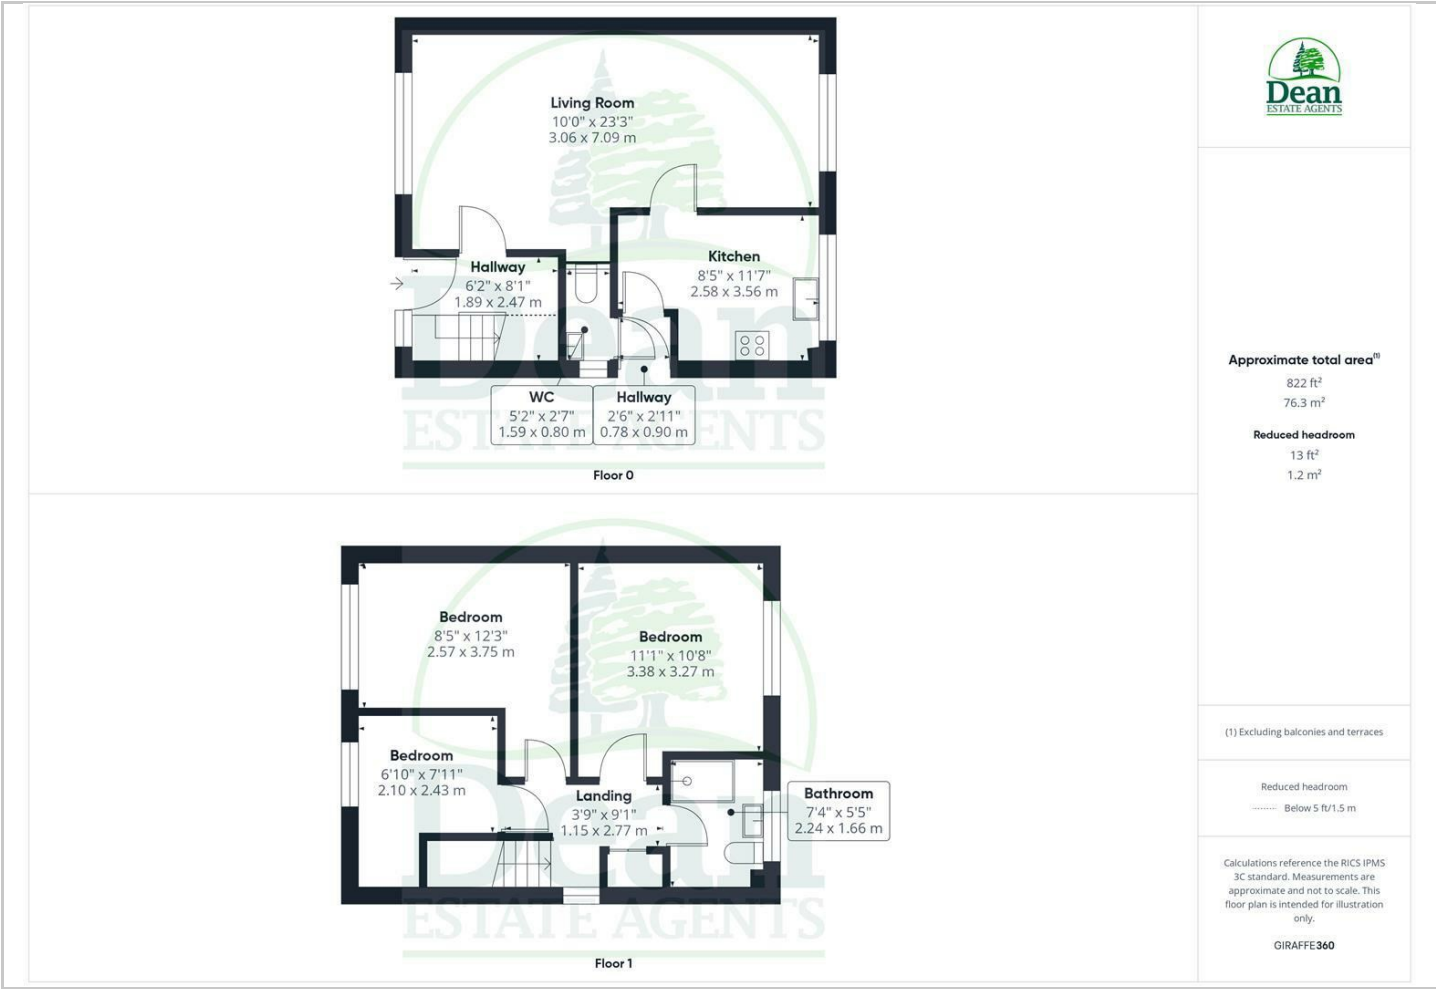 Living Room
10'0" x 23'3"
3.06 x 7.09 m
Kitchen
8'5" x 11'7"
2.58 x 3.56 m
Hallway
6'2" x 8'1"
1.89 x 2.47 m
WC
5'2" x 2'7"
1.59 x 0.80 m
Hallway
2'6" x 2'11"
0.78 x 0.90 m
Dean
ESTATE AGENTS
Floor 0
Bedroom
8'5" x 12'3"
2.57 x 3.75 m
Bedroom
11'1" x 10'8"
3.38 x 3.27 m
Bedroom
6'10" x 7'11"
2.10 x 2.43 m
Landing
3'9" x 9'1"
1.15 x 2.77 m
Bathroom
7'4" x 5'5"
2.24 x 1.66 m
Dean
ESTATE AGENTS
Floor 1
Dean
ESTATE AGENTS
Approximate total area(1)
822 ft²
76.3 m²
Reduced headroom
13 ft²
1.2 m²
(1) Excluding balconies and terraces
Reduced headroom
Below 5 ft/1.5 m
Calculations reference the RICS IPMS
3C standard. Measurements are
approximate and not to scale. This
floor plan is intended for illustration
only.
GIRAFFE360